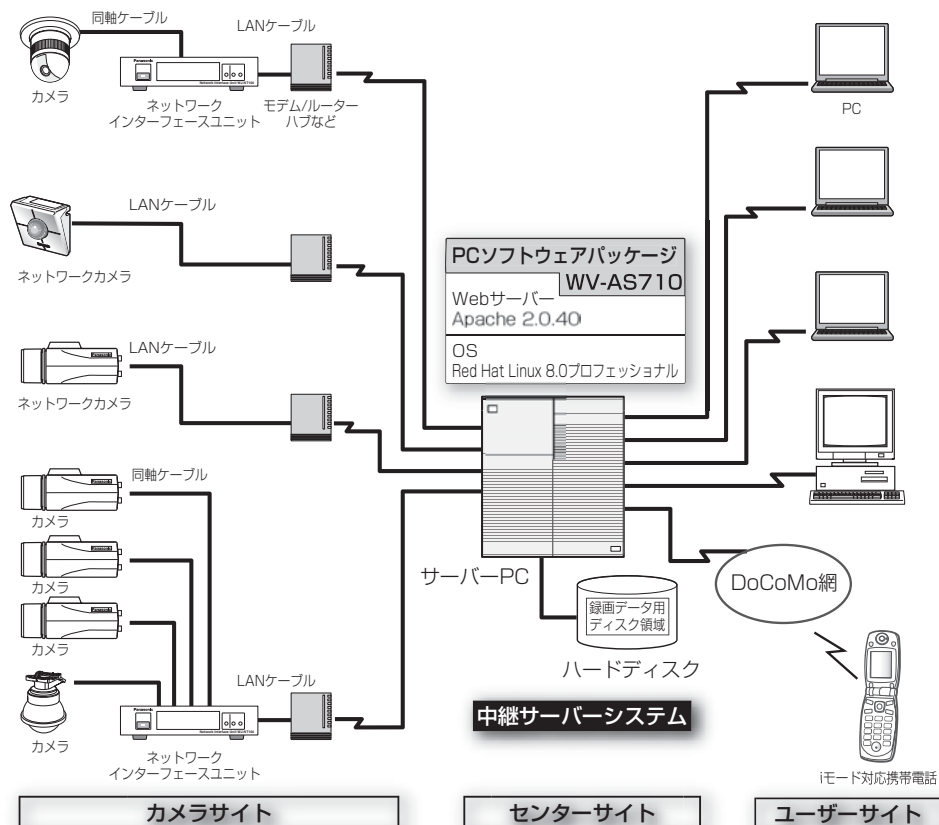 同軸ケーブル
LANケーブル
Panasonic
Network Interface Unit WJ-NT104
カメラ
ネットワーク
インターフェースユニット
モデム/ルーター
ハブなど
PC
LANケーブル
ネットワークカメラ
PCソフトウェアパッケージ
WV-AS710
Webサーバー
Apache 2.0.40
OS
Red Hat Linux 8.0プロフェッショナル
LANケーブル
Panasonic
ネットワークカメラ
同軸ケーブル
Panasonic
カメラ
Panasonic
カメラ
Panasonic
カメラ
サーバーPC
録画データ用
ディスク領域
ハードディスク
DoCoMo網
LANケーブル
中継サーバーシステム
Panasonic
カメラ
ネットワーク
インターフェースユニット
iモード対応携帯電話
カメラサイト
センターサイト
ユーザーサイト